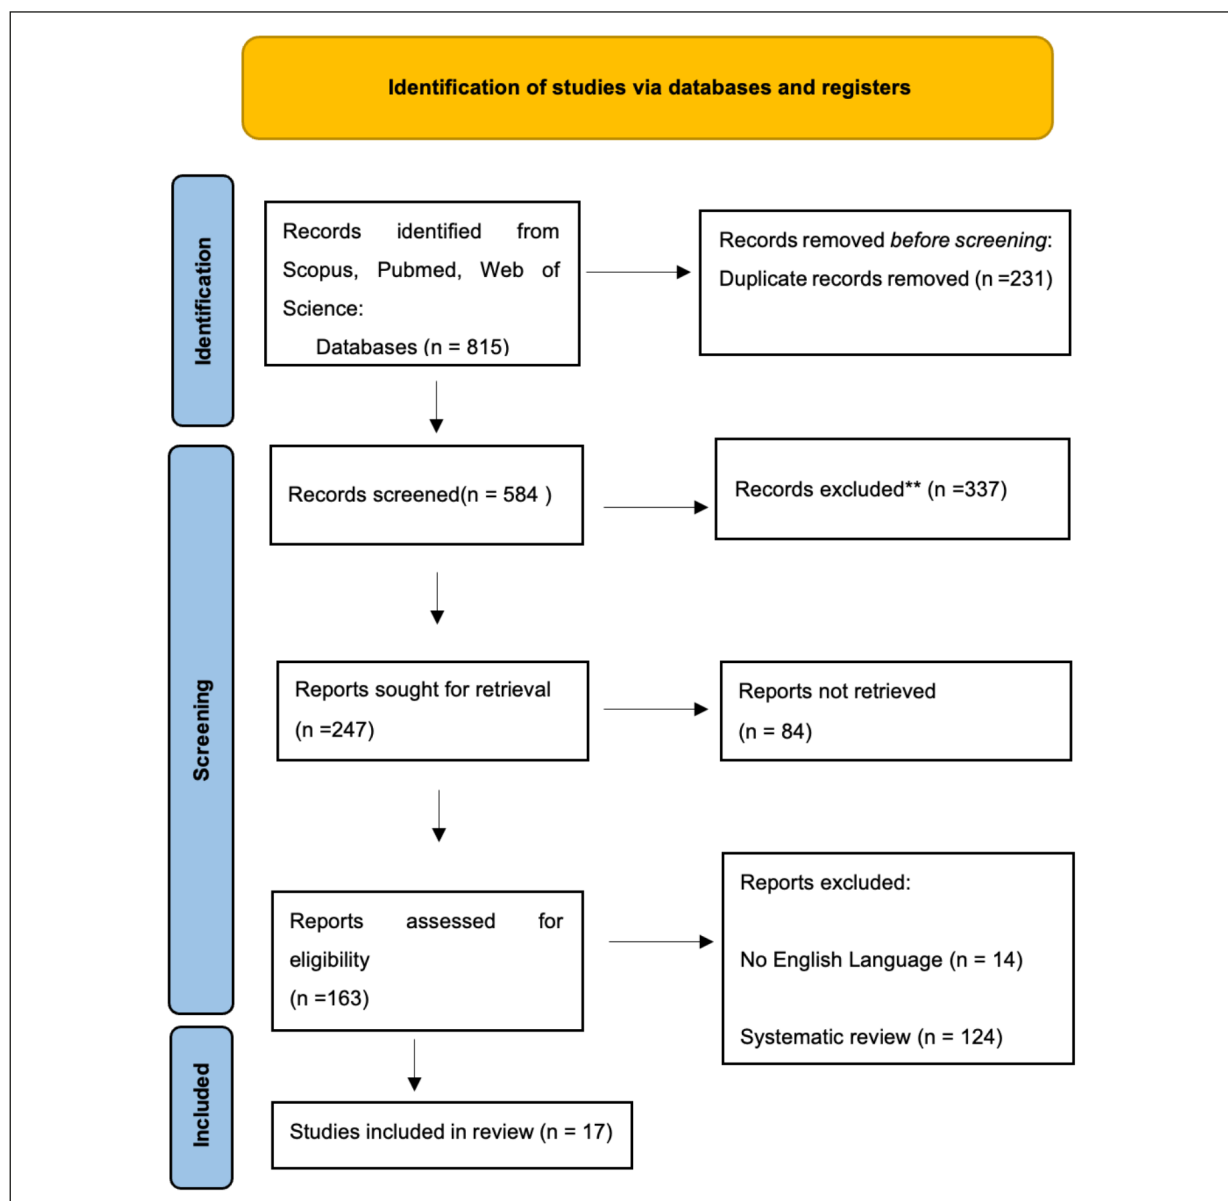 Identification of studies via databases and registers
Identification
Records identified from
Scopus, Pubmed, Web of
Science:
Databases (n = 815)
Records removed before screening:
Duplicate records removed (n =231)
Screening
Records screened(n = 584 )
Records excluded** (n =337)
Reports sought for retrieval
(n =247)
Reports not retrieved
(n = 84)
Reports assessed for
eligibility
(n =163)
Reports excluded:
No English Language (n = 14)
Systematic review (n = 124)
Included
Studies included in review (n = 17)